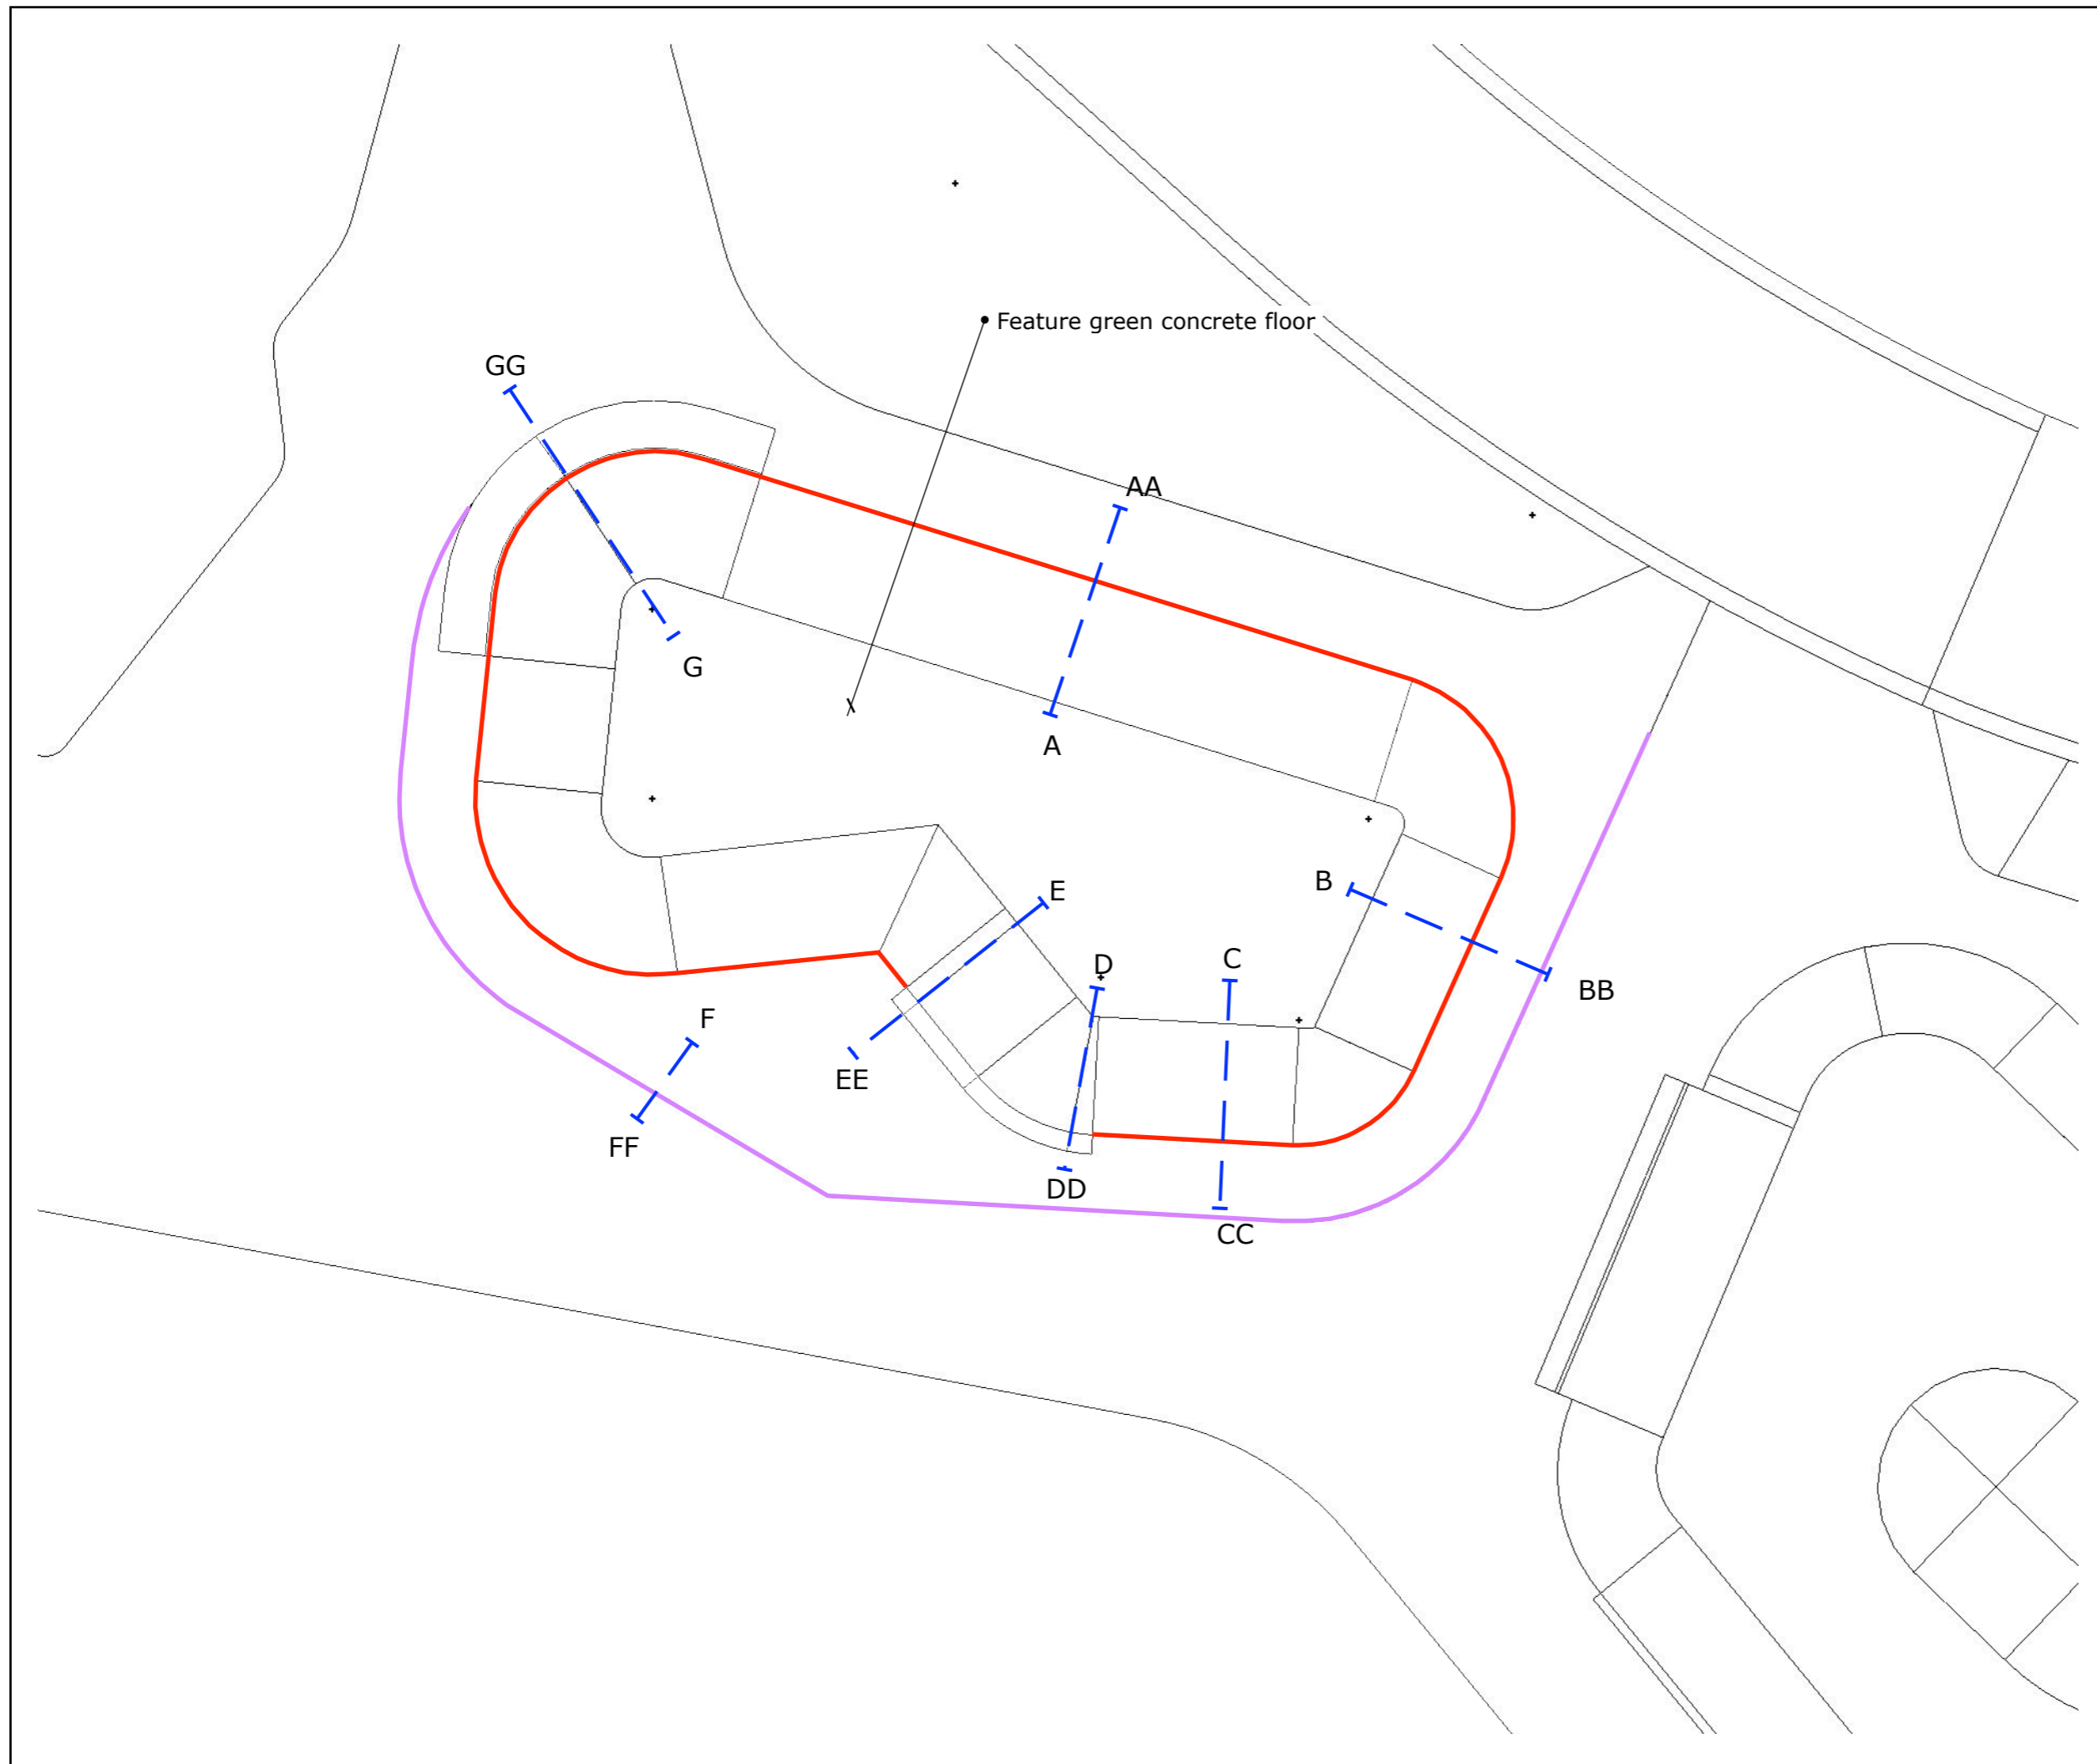 Feature green concrete floor
GG
AA
G
A
B
E
D
C
BB
F
EE
FF
DD
CC